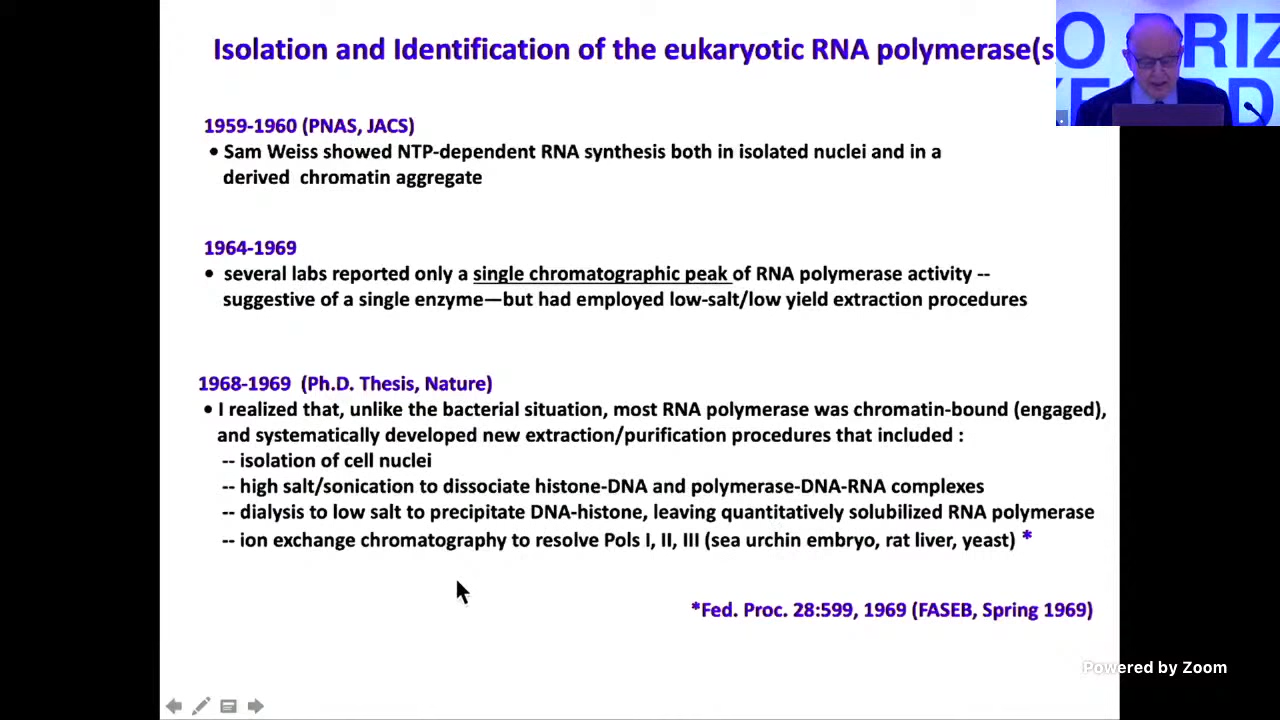 Isolation and Identification of the eukaryotic RNA polymerase(s
O PRIZ
1959-1960 (PNAS, JACS)
• Sam Weiss showed NTP-dependent RNA synthesis both in isolated nuclei and in a
derived chromatin aggregate
1964-1969
• several labs reported only a single chromatographic peak of RNA polymerase activity --
suggestive of a single enzyme—but had employed low-salt/low yield extraction procedures
1968-1969 (Ph.D. Thesis, Nature)
• I realized that, unlike the bacterial situation, most RNA polymerase was chromatin-bound (engaged),
and systematically developed new extraction/purification procedures that included :
-- isolation of cell nuclei
-- high salt/sonication to dissociate histone-DNA and polymerase-DNA-RNA complexes
-- dialysis to low salt to precipitate DNA-histone, leaving quantitatively solubilized RNA polymerase
-- ion exchange chromatography to resolve Pols I, II, III (sea urchin embryo, rat liver, yeast) *
*Fed. Proc. 28:599, 1969 (FASEB, Spring 1969)
Powered by Zoom